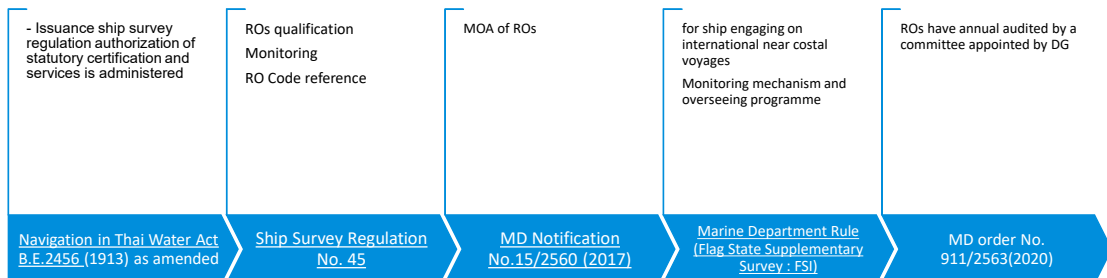 - Issuance ship survey
regulation authorization of
statutory certification and
services is administered
Navigation in Thai Water Act
B.E.2456 (1913) as amended
ROs qualification
Monitoring
RO Code reference
Ship Survey Regulation
No. 45
MOA of ROs
MD Notification
No.15/2560 (2017)
for ship engaging on
international near costal
voyages
Monitoring mechanism and
overseeing programme
Marine Department Rule
(Flag State Supplementary
Survey : FSI)
ROs have annual audited by a
committee appointed by DG
MD order No.
911/2563(2020)